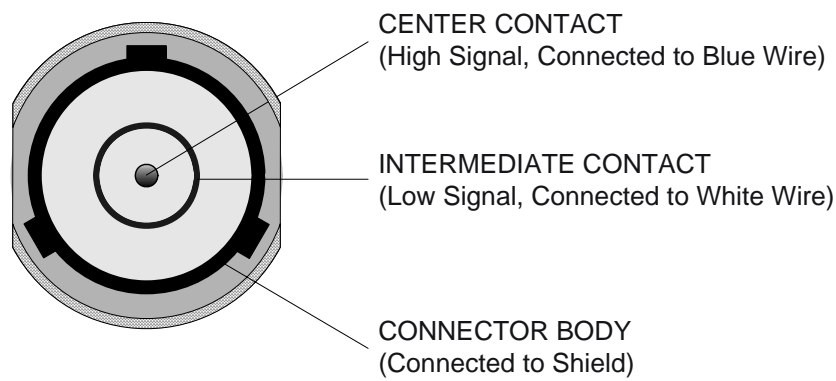 CENTER CONTACT
(High Signal, Connected to Blue Wire)
INTERMEDIATE CONTACT
(Low Signal, Connected to White Wire)
CONNECTOR BODY
(Connected to Shield)